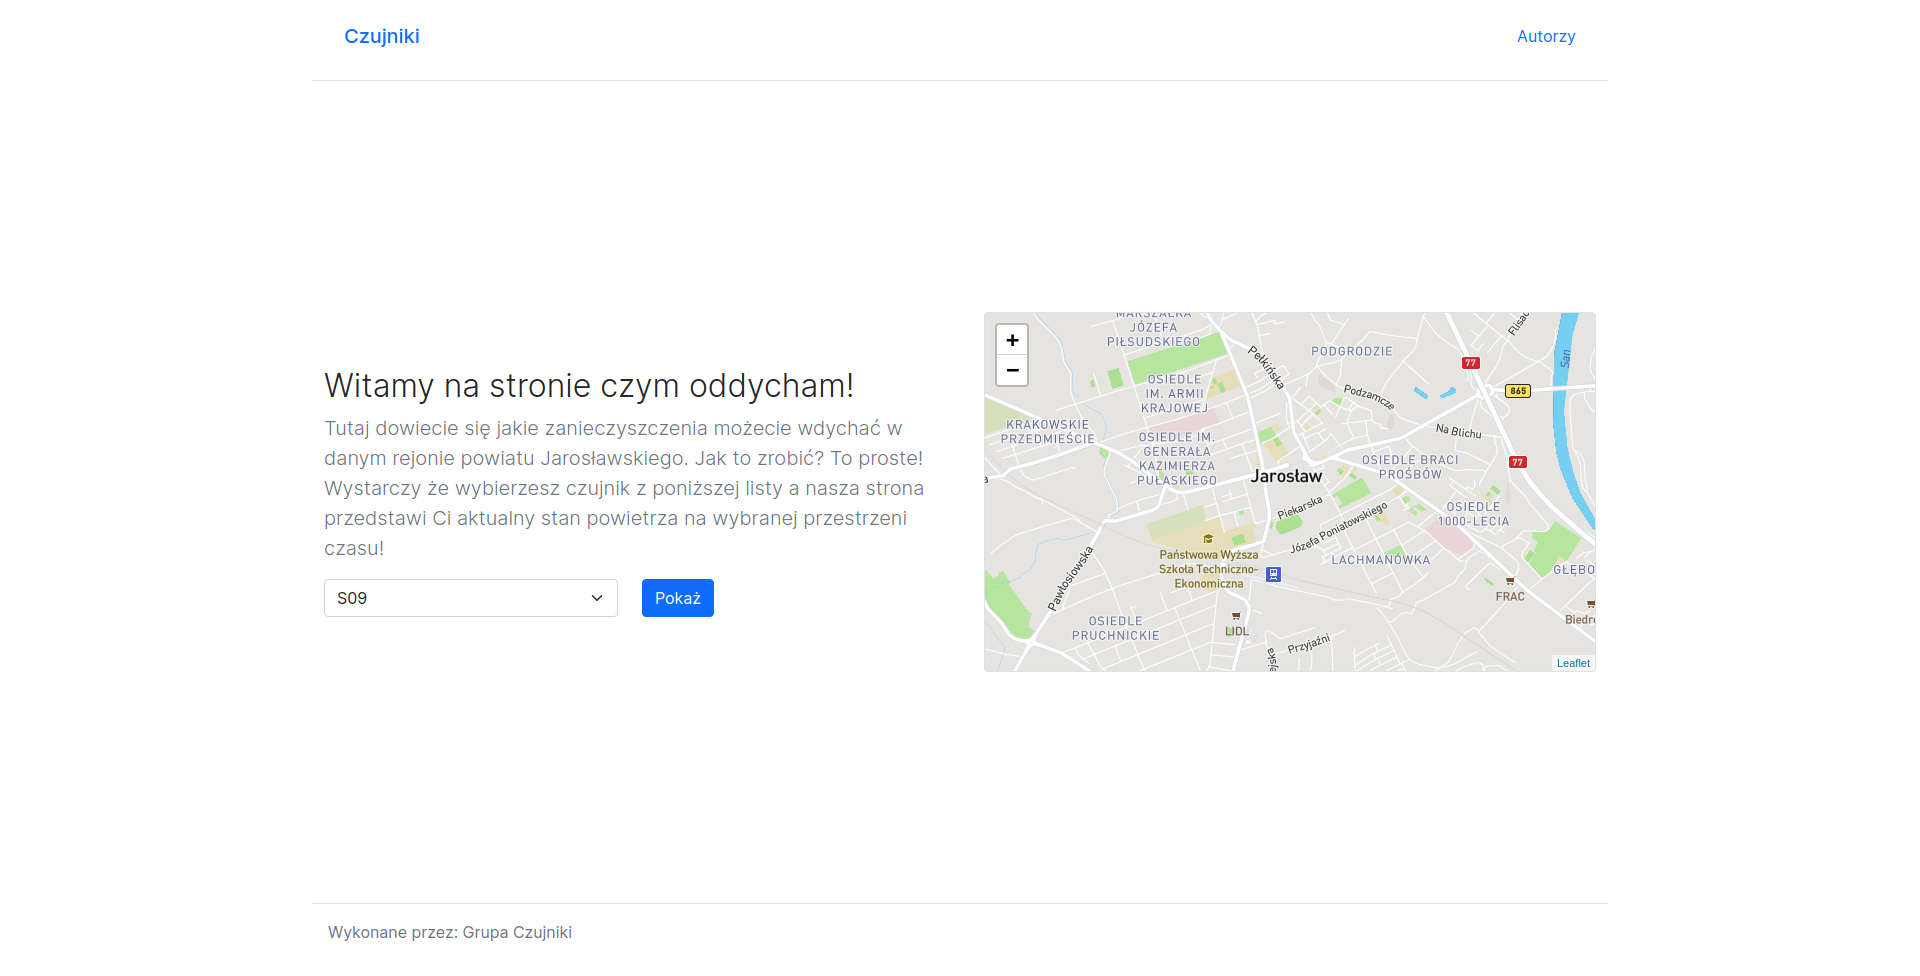 Czujniki
Autorzy
Witamy na stronie czym oddycham!
Tutaj dowiecie się jakie zanieczyszczenia możecie wdychać w
danym rejonie powiatu Jarosławskiego. Jak to zrobić? To proste!
Wystarczy że wybierzesz czujnik z poniższej listy a nasza strona
przedstawi Ci aktualny stan powietrza na wybranej przestrzeni
czasu!
S09
Pokaż
+
−
MARSZAŁKA
JÓZEFA
PIŁSUDSKIEGO
Pełkińska
PODGRODZIE
Flisac
San
77
865
OSIEDLE
IM. ARMII
KRAJOWEJ
Podzamcze
KRAKOWSKIE
PRZEDMIEŚCIE
OSIEDLE IM.
GENERAŁA
KAZIMIERZA
PUŁASKIEGO
Na Blichu
77
OSIEDLE BRACI
PROŚBÓW
Jarosław
Piekarska
Józefa Poniatowskiego
OSIEDLE
1000-LECIA
Państwowa Wyższa
Szkoła Techniczno-
Ekonomiczna
LACHMANÓWKA
GŁĘBO
Pawłosiowska
FRAC
Biedro
OSIEDLE
PRUCHNICKIE
LIDL
Przyjaźni
jska
Leaflet
Wykonane przez: Grupa Czujniki